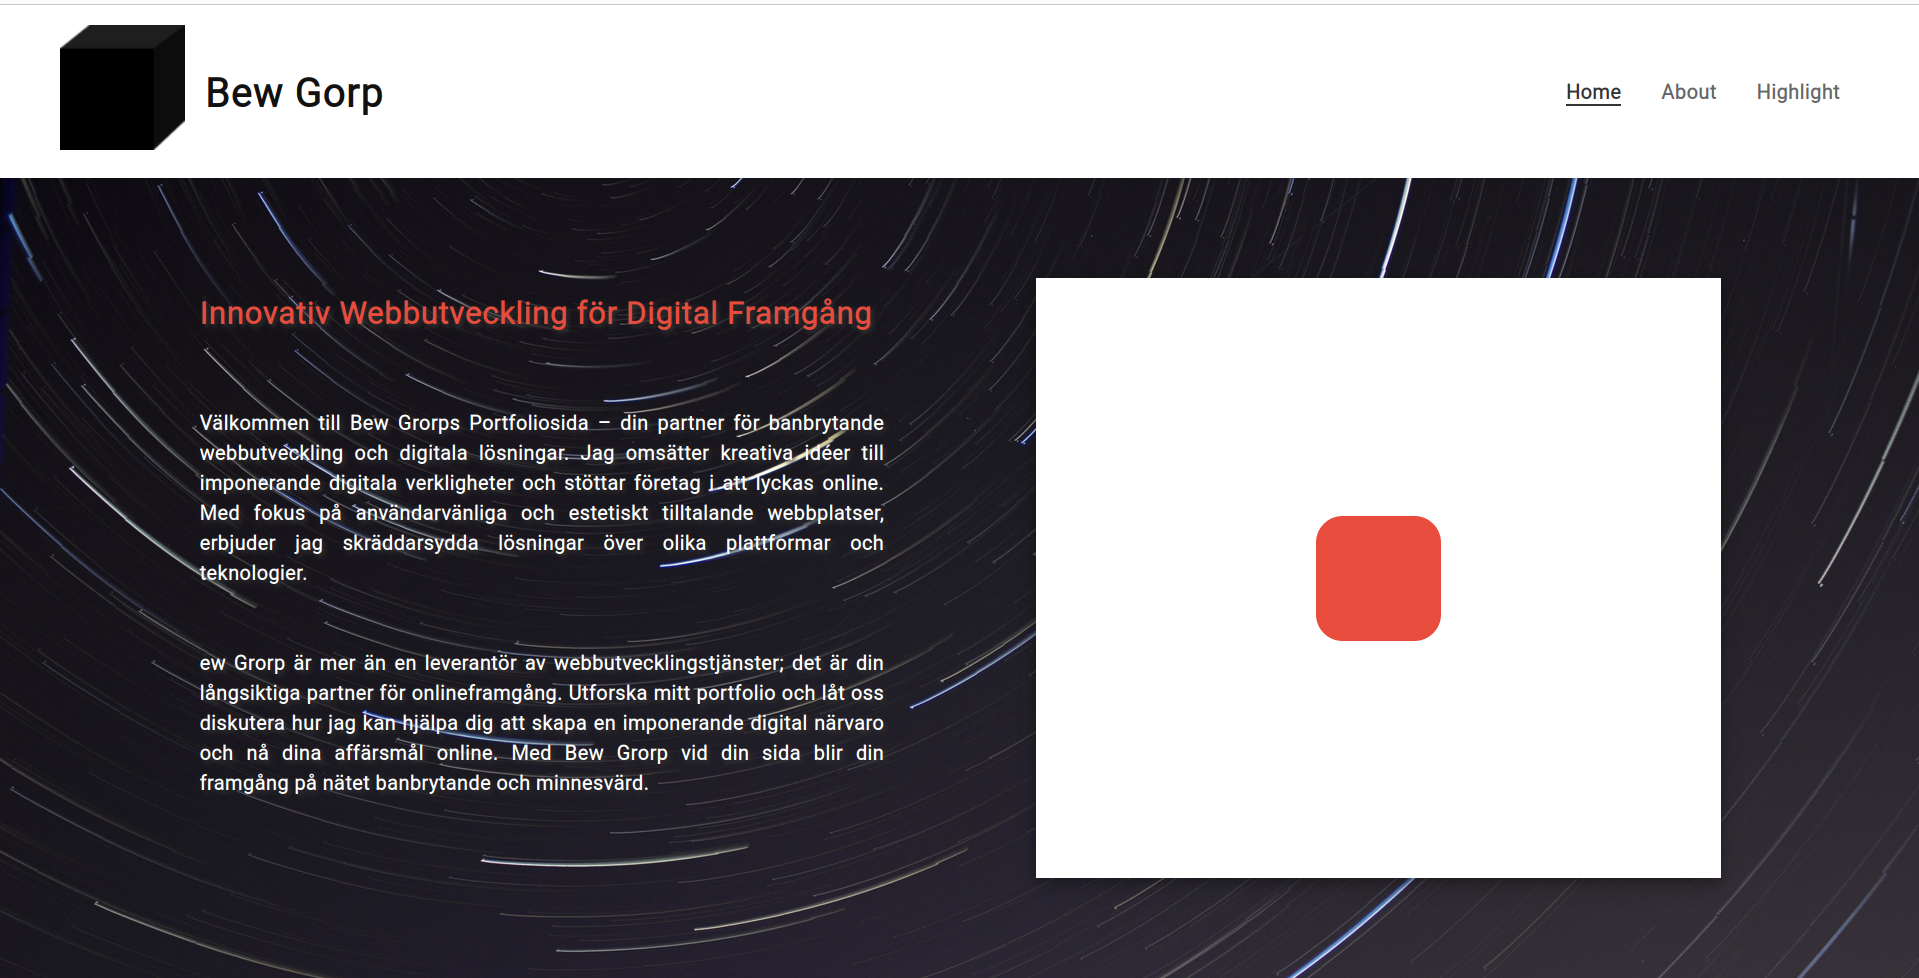 Bew Gorp
Home
About
Highlight
Innovativ Webbutveckling för Digital Framgång
Välkommen till Bew Grorps Portfoliosida – din partner för banbrytande
webbutveckling och digitala lösningar. Jag omsätter kreativa idéer till
imponerande digitala verkligheter och stöttar företag i att lyckas online.
Med fokus på användarvänliga och estetiskt tilltalande webbplatser,
erbjuder jag skräddarsydda lösningar över olika plattformar och
teknologier.
ew Grorp är mer än en leverantör av webbutvecklingstjänster; det är din
långsiktiga partner för onlineframgång. Utforska mitt portfolio och låt oss
diskutera hur jag kan hjälpa dig att skapa en imponerande digital närvaro
och nå dina affärsmål online. Med Bew Grorp vid din sida blir din
framgång på nätet banbrytande och minnesvärd.